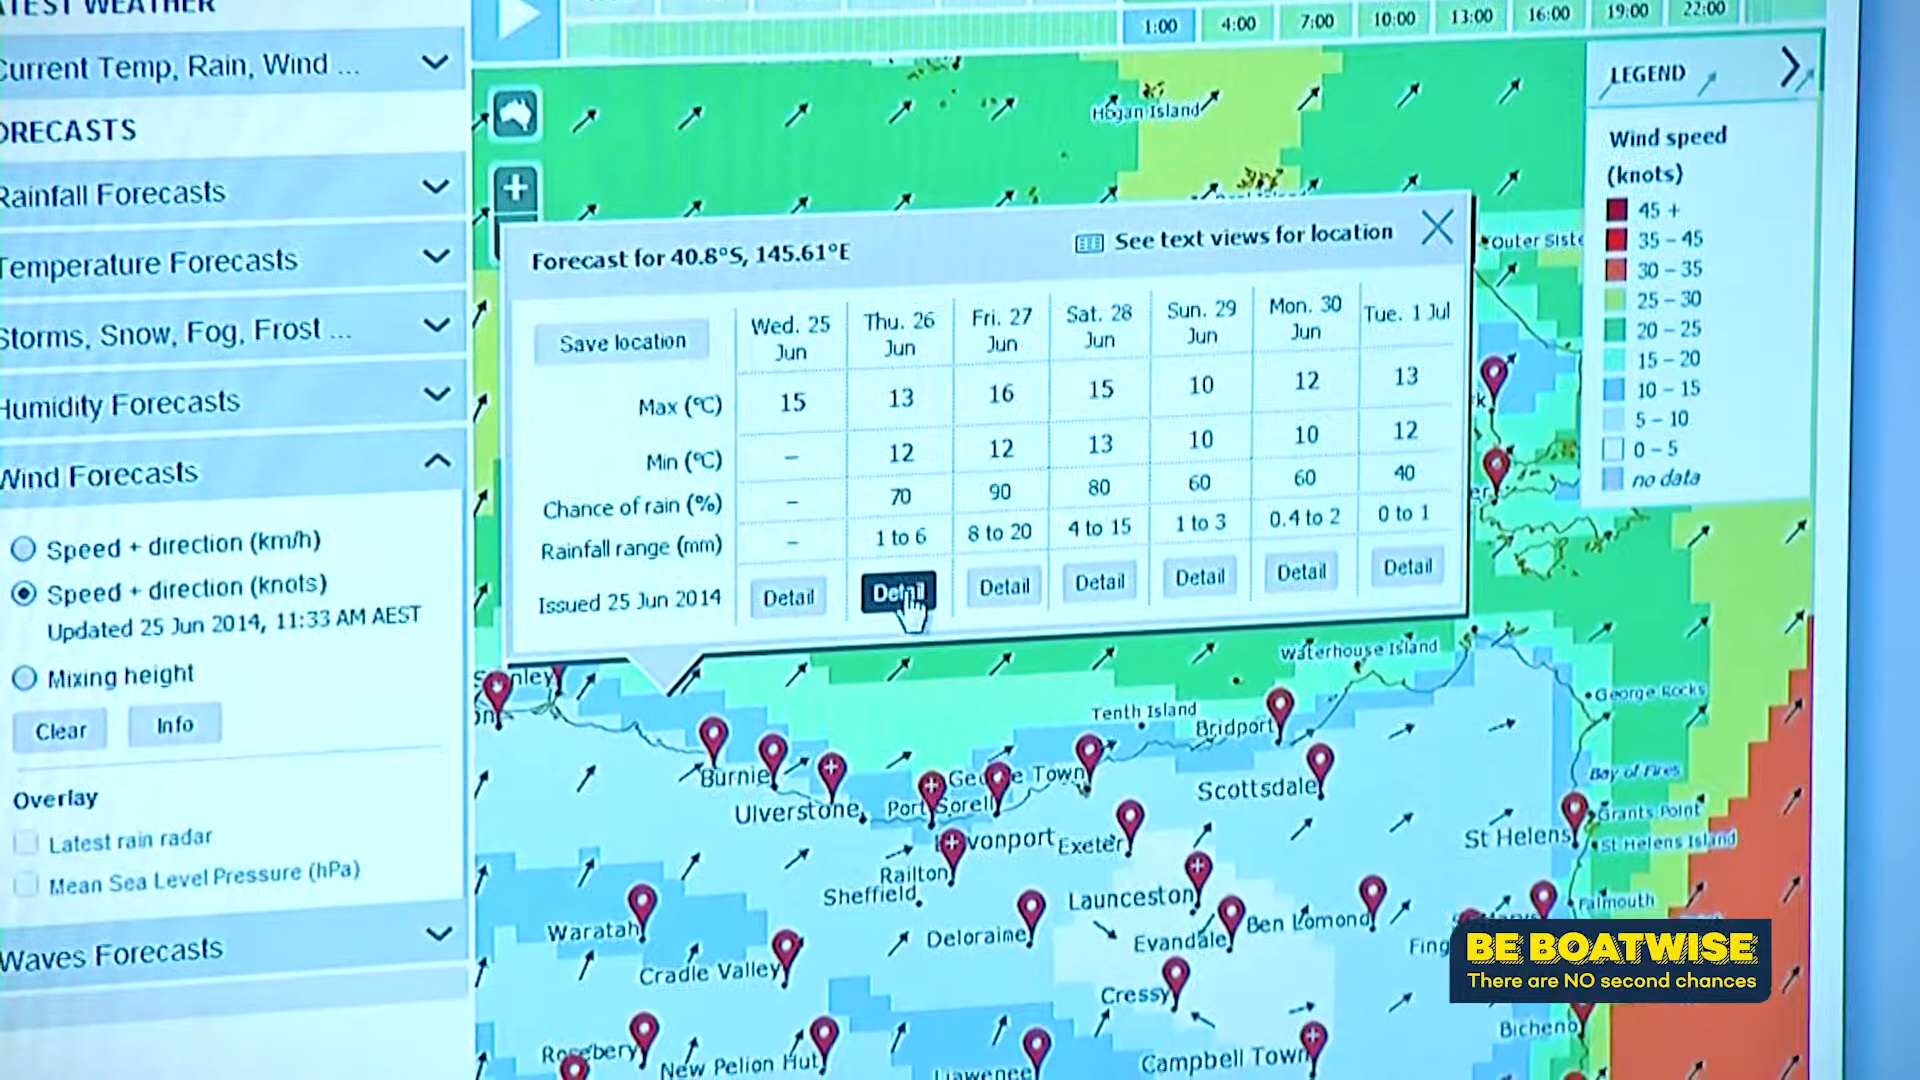 Current Temp, Rain, Wind ...
FORECASTS
Rainfall Forecasts
Temperature Forecasts
Storms, Snow, Fog, Frost ...
Humidity Forecasts
Wind Forecasts
Speed + direction (km/h)
Speed + direction (knots)
Updated 25 Jun 2014, 11:33 AM AEST
Mixing height
Clear Info
Overlay
Latest rain radar
Mean Sea Level Pressure (hPa)
Waves Forecasts
1:00 4:00 7:00 10:00 13:00 16:00 19:00 22:00
LEGEND
Wind speed
(knots)
45 +
35 – 45
30 – 35
25 – 30
20 – 25
15 – 20
10 – 15
5 – 10
0 – 5
no data
Hogan Island
Outer Siste
Forecast for 40.8°S, 145.61°E
See text views for location
Save location
Wed. 25 Jun
Thu. 26 Jun
Fri. 27 Jun
Sat. 28 Jun
Sun. 29 Jun
Mon. 30 Jun
Tue. 1 Jul
Max (°C) 15 13 16 15 10 12 13
Min (°C) – 12 12 13 10 10 12
Chance of rain (%) – 70 90 80 60 60 40
Rainfall range (mm) – 1 to 6 8 to 20 4 to 15 1 to 3 0.4 to 2 0 to 1
Issued 25 Jun 2014 Detail Detail Detail Detail Detail Detail Detail
Waterhouse Island
George Rocks
Tenth Island
Bridport
Burnie
George Town
Bay of Fires
Scottsdale
Ulverstone
Port Sorell
Grants Point
Exeter
St Helens
St Helens Island
Railton
Sheffield
Launceston
Falmouth
Waratah
Deloraine
Evandale
Ben Lomond
Cradle Valley
Cressy
Bicheno
Rosebery
New Pelion Hut
Campbell Town
BE BOATWISE
There are NO second chances